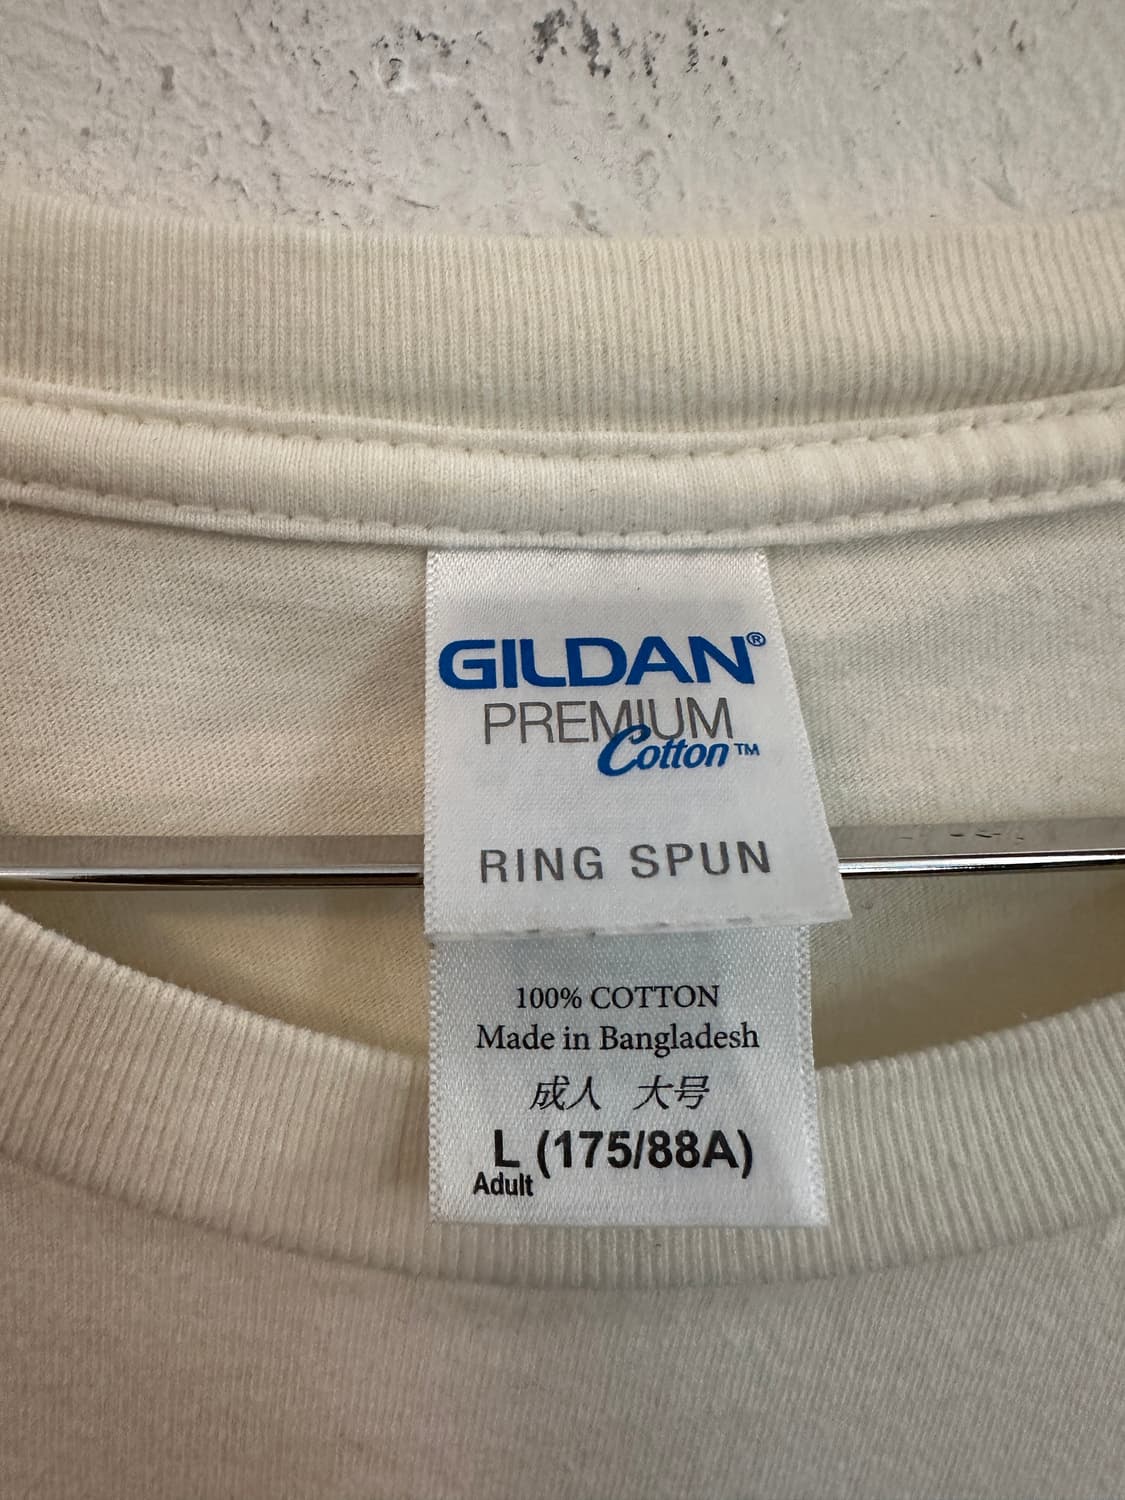 GILDAN®
PREMIUM
Cotton™
RING SPUN
100% COTTON
Made in Bangladesh
成人 大号
L (175/88A)
Adult